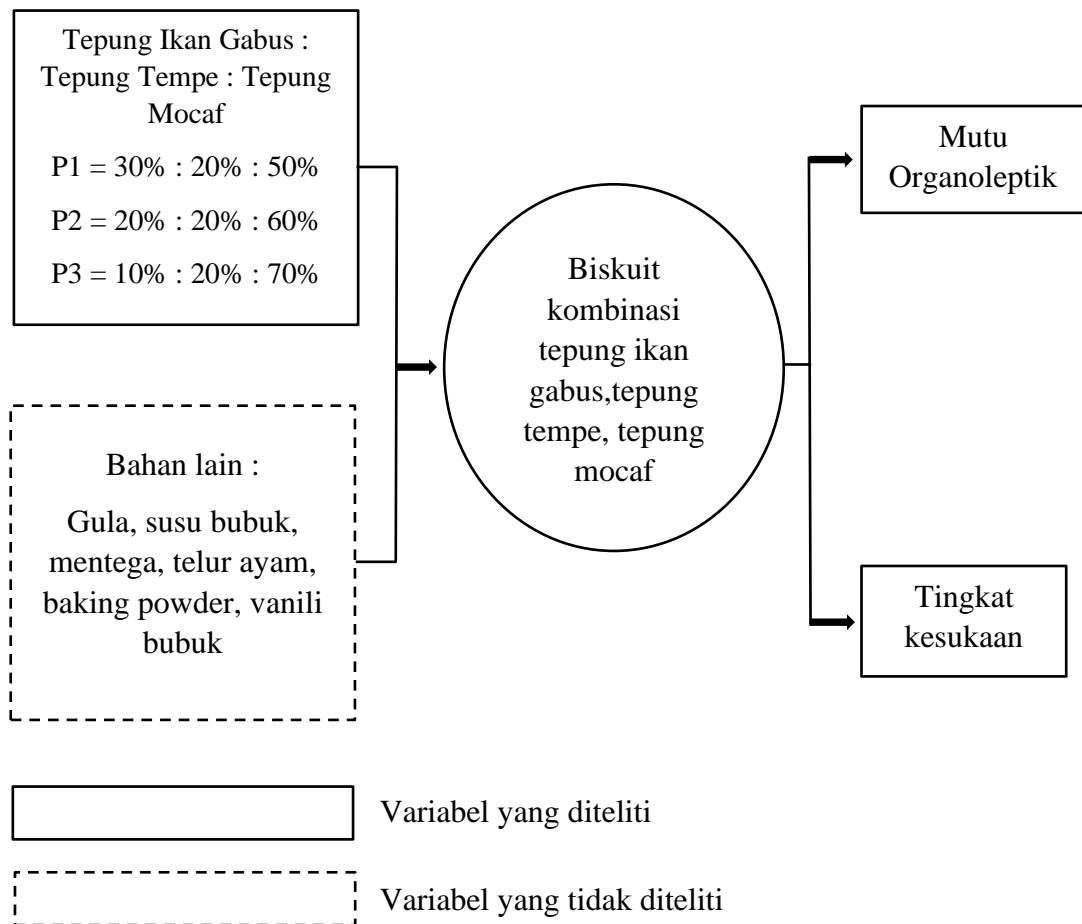 Tepung Ikan Gabus :
Tepung Tempe : Tepung
Mocaf
P1 = 30% : 20% : 50%
P2 = 20% : 20% : 60%
P3 = 10% : 20% : 70%
Bahan lain :
Gula, susu bubuk,
mentega, telur ayam,
baking powder, vanili
bubuk
Biskuit
kombinasi
tepung ikan
gabus,tepung
tempe, tepung
mocaf
Mutu
Organoleptik
Tingkat
kesukaan
Variabel yang diteliti
Variabel yang tidak diteliti